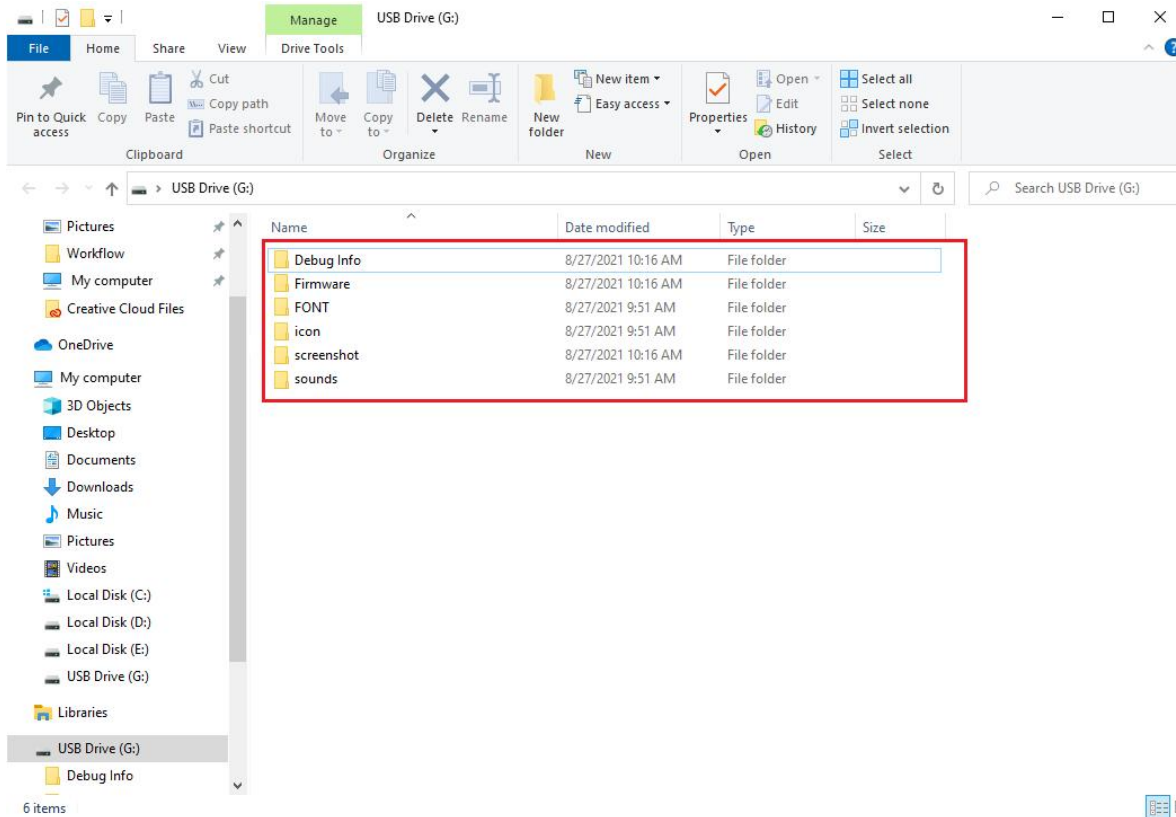 Manage USB Drive (G:)
File Home Share View Drive Tools
Pin to Quick access
Copy
Paste
Cut
Copy path
Paste shortcut
Clipboard
Move to
Copy to
Delete
Rename
Organize
New folder
New item
Easy access
New
Properties
Open
Edit
History
Open
Select all
Select none
Invert selection
Select
USB Drive (G:)
Search USB Drive (G:)
Pictures
Workflow
My computer
Creative Cloud Files
OneDrive
My computer
3D Objects
Desktop
Documents
Downloads
Music
Pictures
Videos
Local Disk (C:)
Local Disk (D:)
Local Disk (E:)
USB Drive (G:)
Libraries
USB Drive (G:)
Debug Info
Name Date modified Type Size
Debug Info 8/27/2021 10:16 AM File folder
Firmware 8/27/2021 10:16 AM File folder
FONT 8/27/2021 9:51 AM File folder
icon 8/27/2021 9:51 AM File folder
screenshot 8/27/2021 10:16 AM File folder
sounds 8/27/2021 9:51 AM File folder
6 items